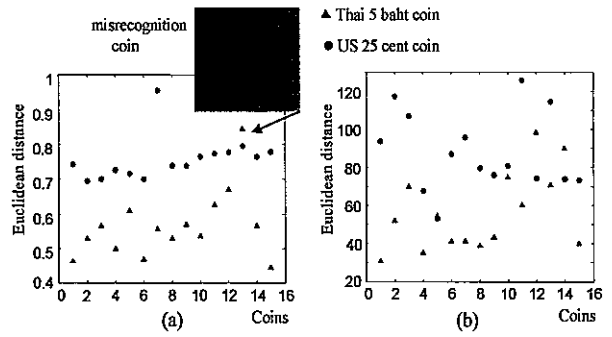 misrecognition
coin
▲ Thai 5 baht coin
● US 25 cent coin
Euclidean distance
1
0.9
0.8
0.7
0.6
0.5
0.4
0 2 4 6 8 10 12 14 16
(a) Coins
Euclidean distance
120
100
80
60
40
20
0 2 4 6 8 10 12 14 16
(b) Coins